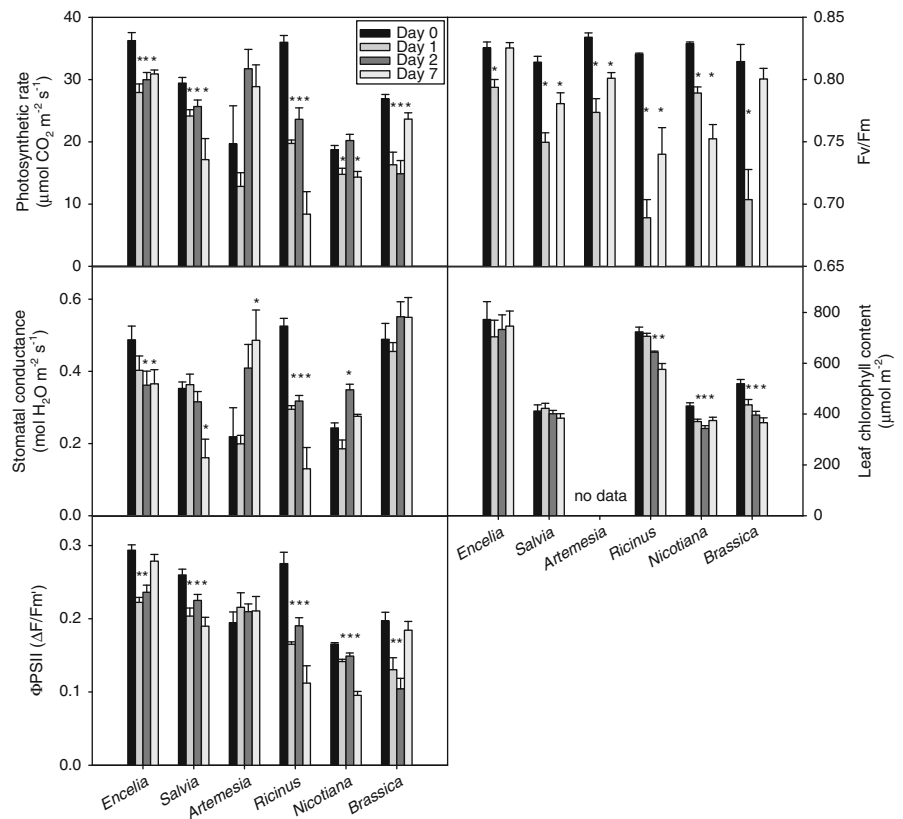 Photosynthetic rate
(μmol CO₂ m⁻² s⁻¹)
40
30
20
10
0
Day 0
Day 1
Day 2
Day 7
*** *** *** * * ***
0.85
0.80
0.75
0.70
0.65
Fv/Fm
* * * * * * * * * *
Stomatal conductance
(mol H₂O m⁻² s⁻¹)
0.6
0.4
0.2
0.0
** * * *** *
800
600
400
200
0
Leaf chlorophyll content
(μmol m⁻²)
** *** ***
no data
Encelia
Salvia
Artemesia
Ricinus
Nicotiana
Brassica
ΦPSII (ΔF/Fm')
0.3
0.2
0.1
0.0
** *** *** *** **
Encelia
Salvia
Artemesia
Ricinus
Nicotiana
Brassica